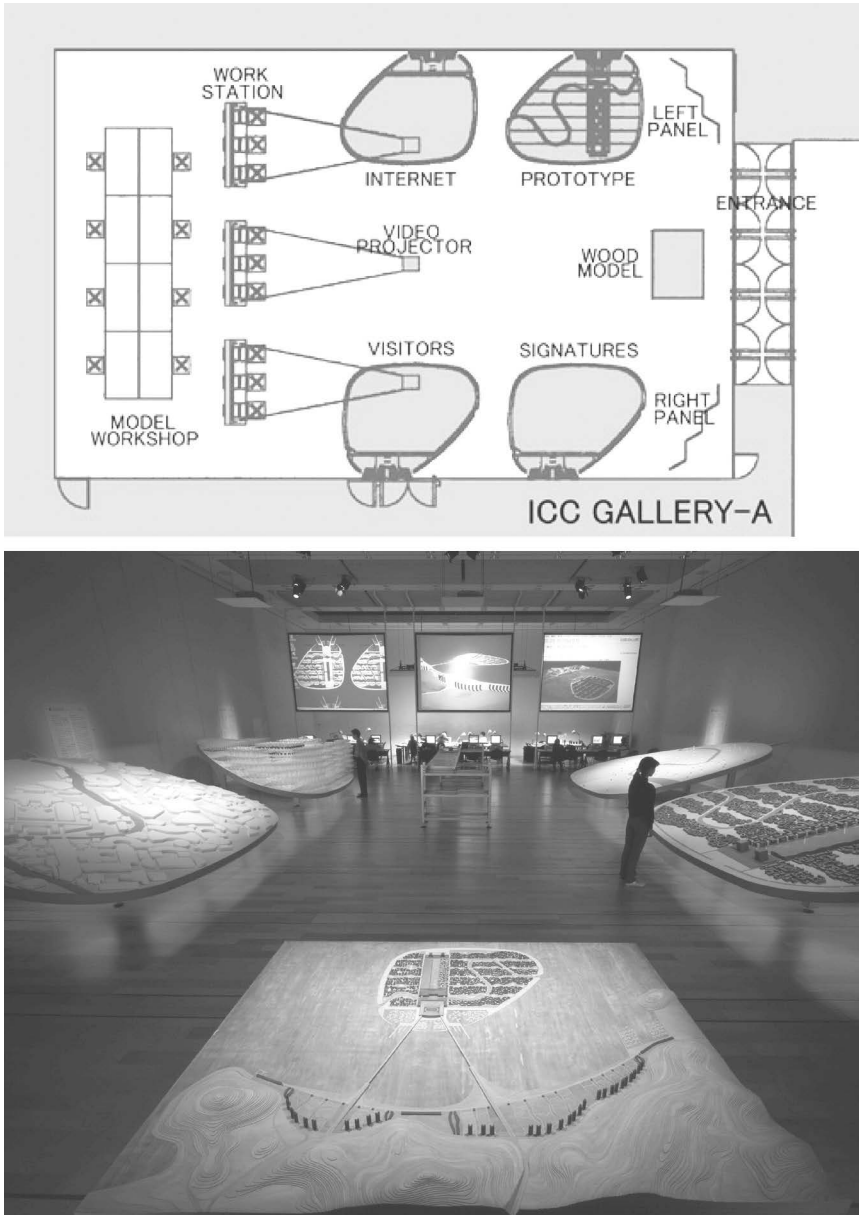 WORK
STATION
LEFT
PANEL
INTERNET
PROTOTYPE
ENTRANCE
VIDEO
PROJECTOR
WOOD
MODEL
VISITORS
SIGNATURES
MODEL
WORKSHOP
RIGHT
PANEL
ICC GALLERY-A